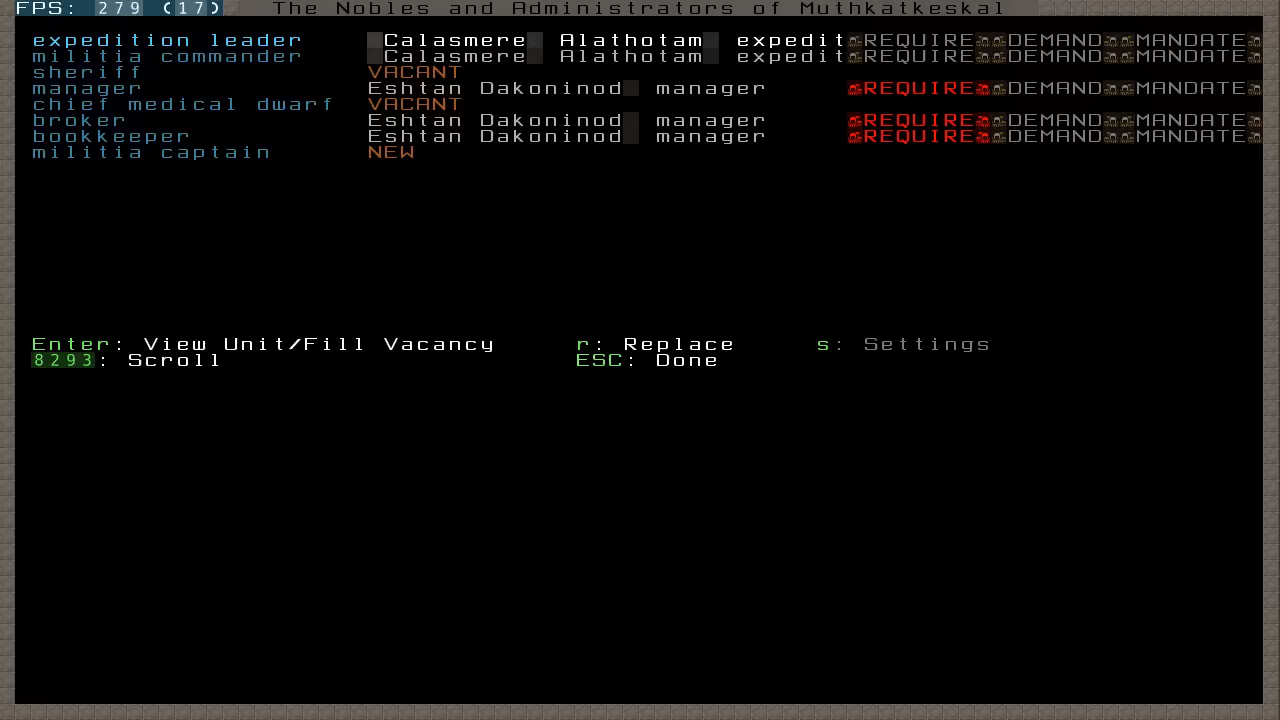 FPS: 279 (17) The Nobles and Administrators of Muthkatkeskal
expedition leader Calasmere Alathotam expedit REQUIRE DEMAND MANDATE
militia commander Calasmere Alathotam expedit REQUIRE DEMAND MANDATE
sheriff VACANT
manager Eshtan Dakoninod manager REQUIRE DEMAND MANDATE
chief medical dwarf VACANT
broker Eshtan Dakoninod manager REQUIRE DEMAND MANDATE
bookkeeper Eshtan Dakoninod manager REQUIRE DEMAND MANDATE
militia captain NEW
Enter: View Unit/Fill Vacancy r: Replace s: Settings
8293: Scroll ESC: Done